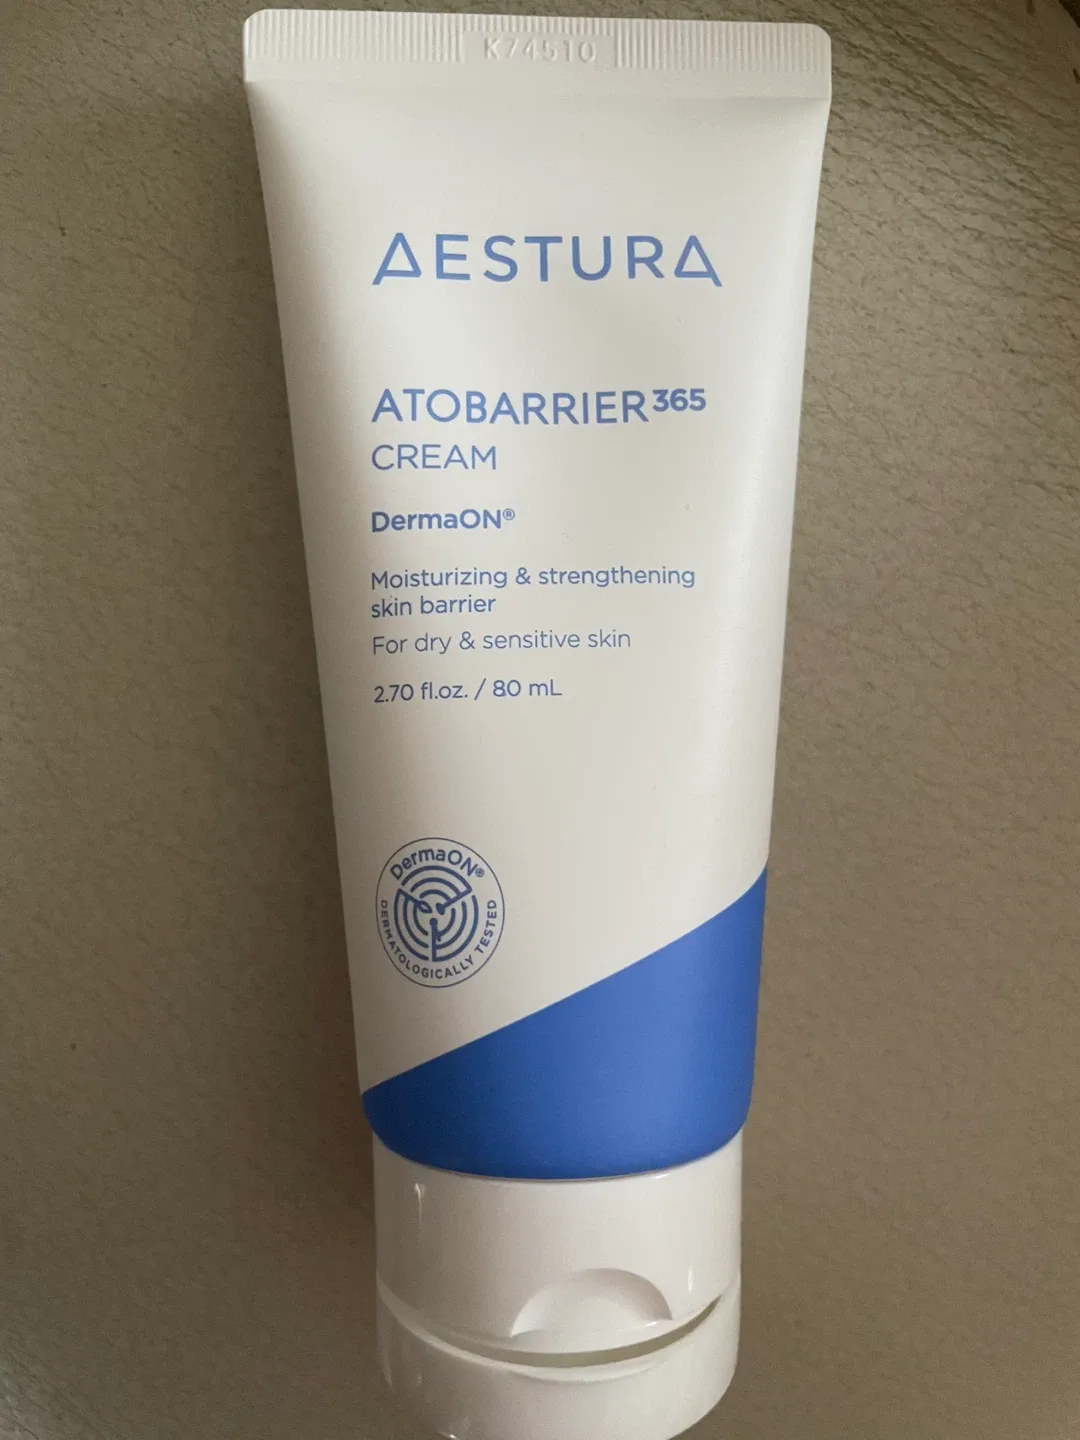 K74510
AESTURA
ATOBARRIER365
CREAM
DermaON®
Moisturizing & strengthening
skin barrier
For dry & sensitive skin
2.70 fl.oz. / 80 mL
DermaON®
DERMATOLOGICALLY TESTED